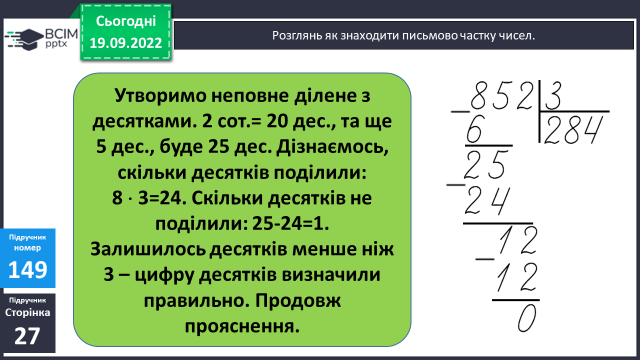 ВСІМ
pptx
Сьогодні
19.09.2022
Розглянь як знаходити письмово частку чисел.
Утворимо неповне ділене з
десятками. 2 сот.= 20 дес., та ще
5 дес., буде 25 дес. Дізнаємось,
скільки десятків поділили:
8 · 3=24. Скільки десятків не
поділили: 25-24=1.
Залишилось десятків менше ніж
3 – цифру десятків визначили
правильно. Продовж
прояснення.
Підручник
номер
149
Підручник
Сторінка
27
852 3
6 284
25
24
12
12
0